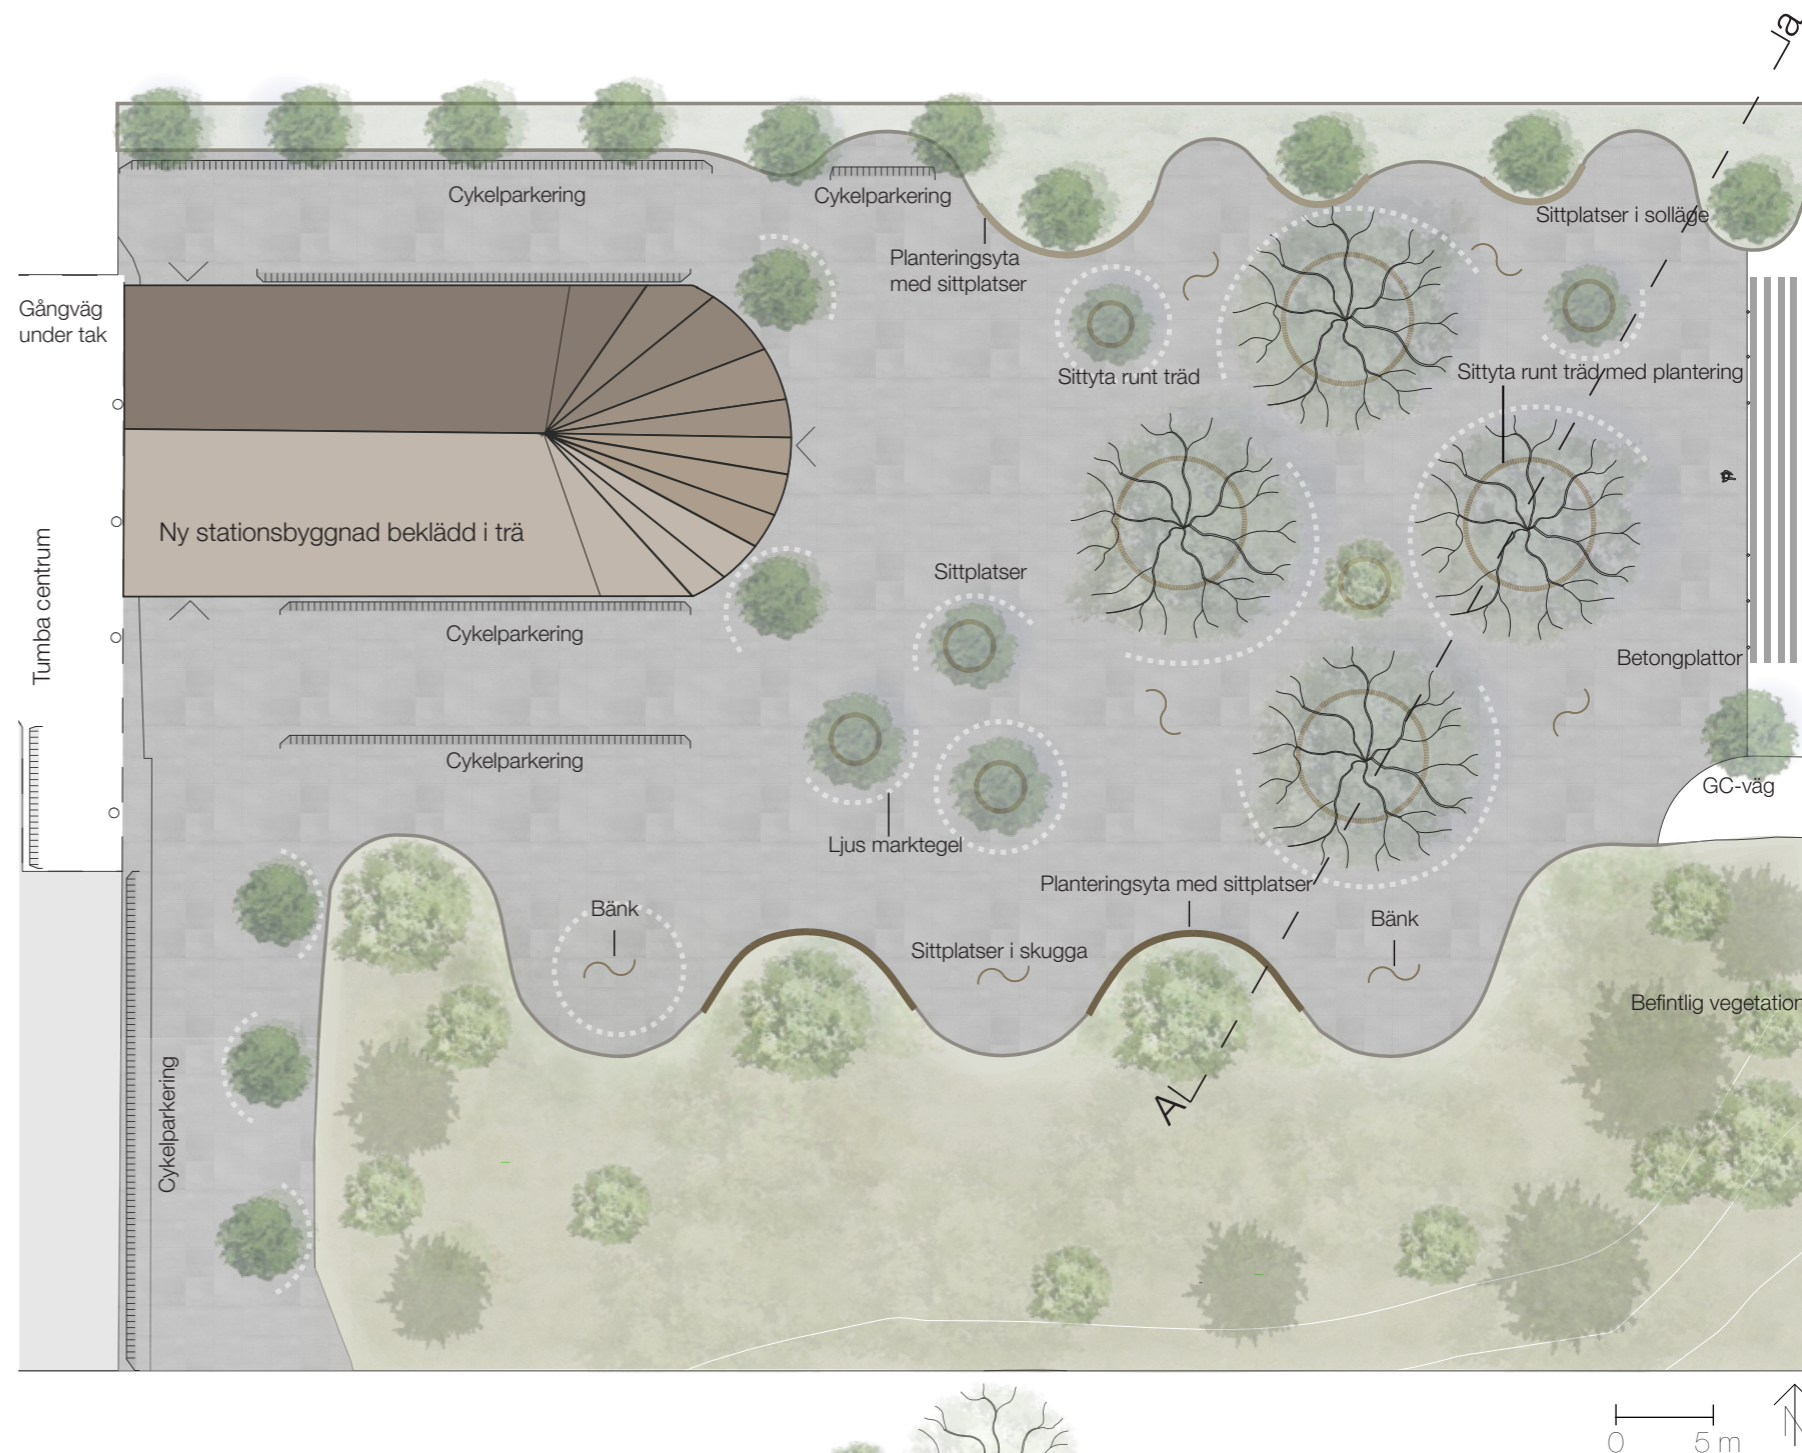 a
Cykelparkering
Cykelparkering
Sittplatser i solläge
Planteringsyta
med sittplatser
Gångväg
under tak
Sittyta runt träd
Sittyta runt träd med plantering
Ny stationsbyggnad beklädd i trä
Tumba centrum
Sittplatser
Cykelparkering
Betongplattor
Cykelparkering
GC-väg
Ljus marktegel
Planteringsyta med sittplatser
Bänk
Bänk
Sittplatser i skugga
Befintlig vegetation
Cykelparkering
A
N
0 5 m